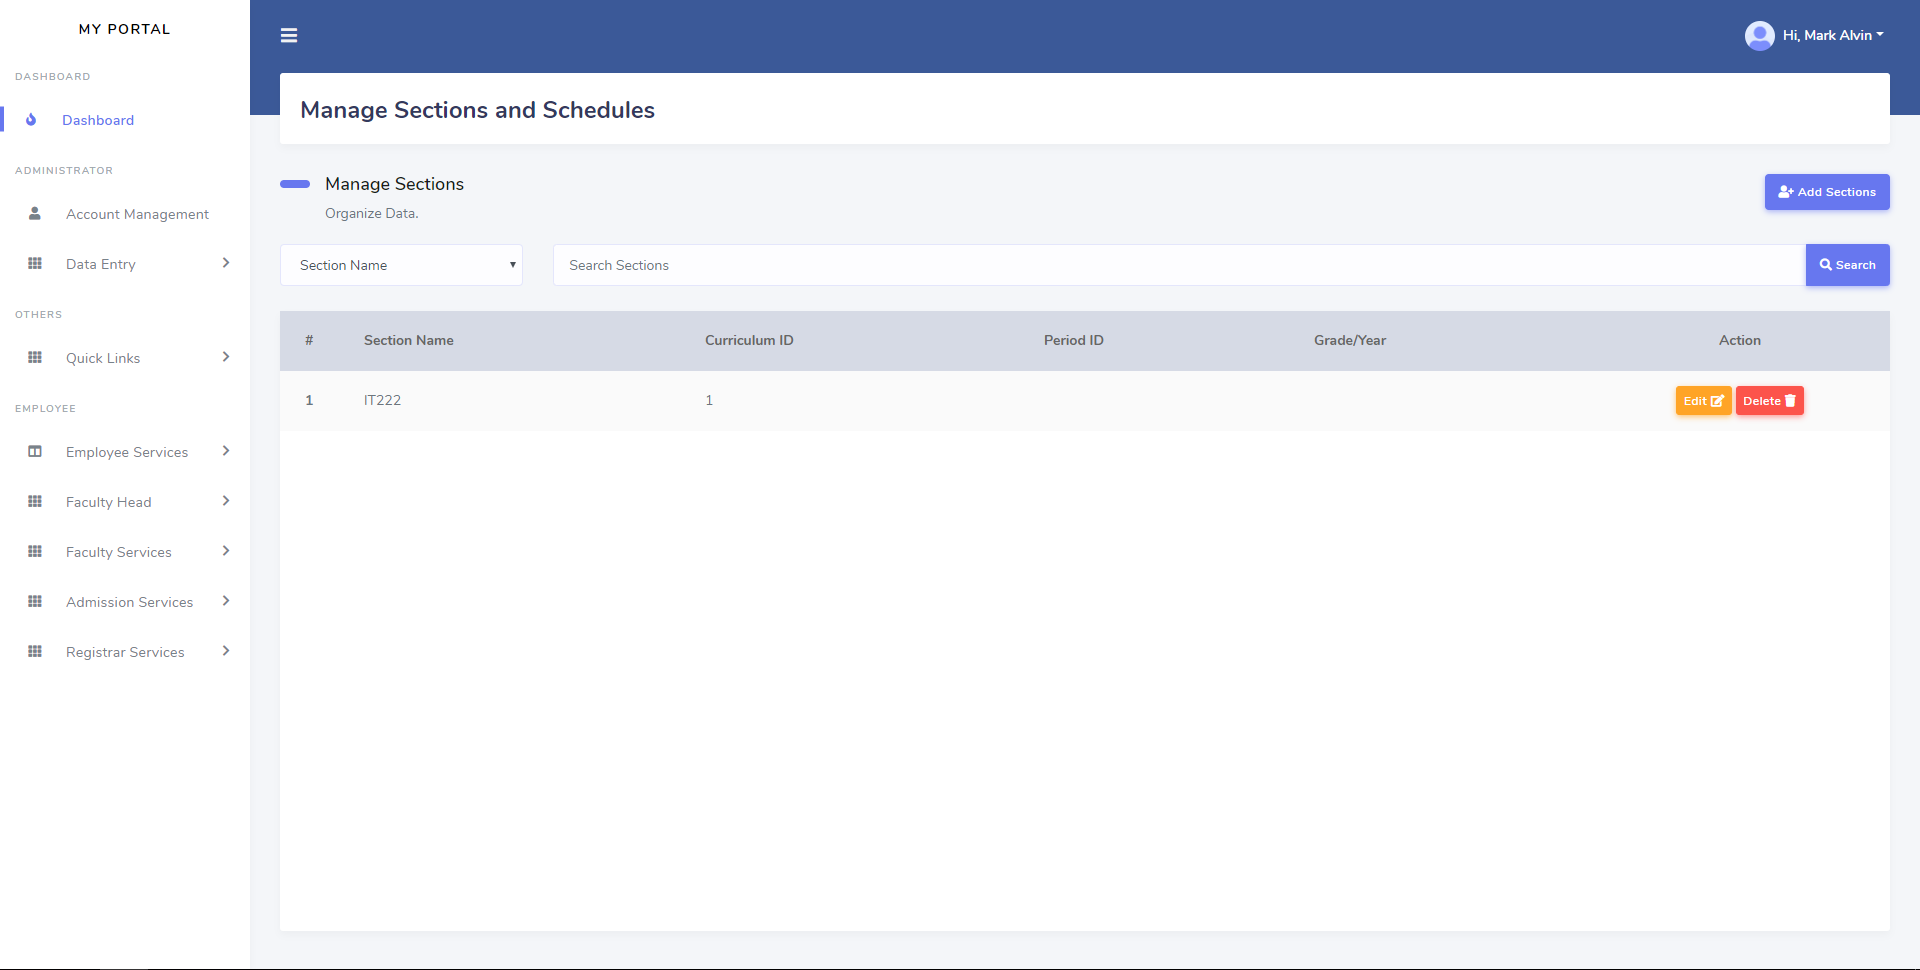 MY PORTAL
Hi, Mark Alvin
DASHBOARD
Dashboard
ADMINISTRATOR
Account Management
Data Entry
OTHERS
Quick Links
EMPLOYEE
Employee Services
Faculty Head
Faculty Services
Admission Services
Registrar Services
Manage Sections and Schedules
Manage Sections
Organize Data.
Add Sections
Section Name
Search Sections
Search
# Section Name Curriculum ID Period ID Grade/Year Action
1 IT222 1 Edit Delete